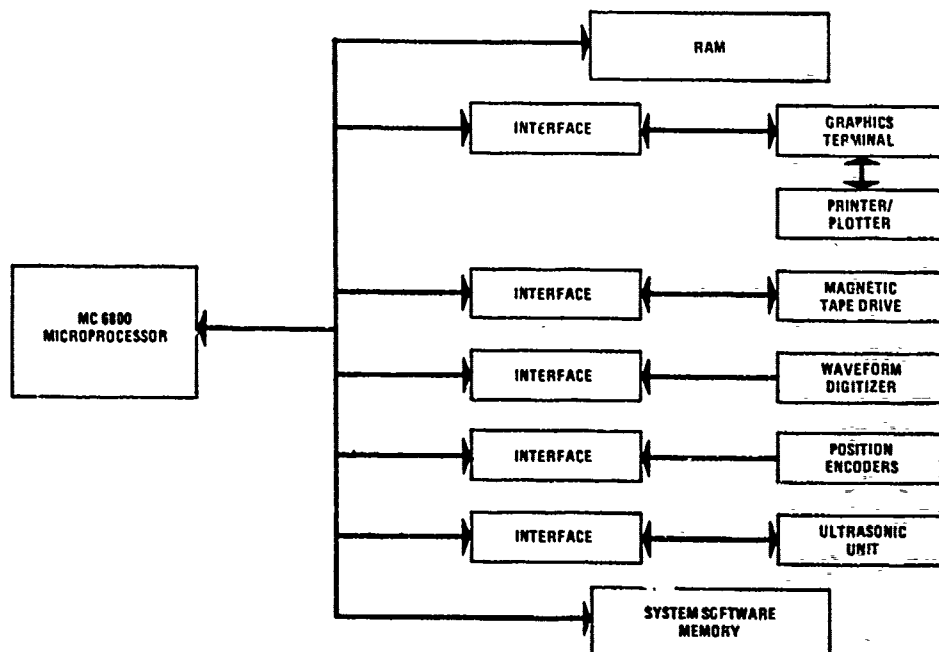 RAM
INTERFACE
GRAPHICS
TERMINAL
PRINTER/
PLOTTER
MC 6800
MICROPROCESSOR
INTERFACE
MAGNETIC
TAPE DRIVE
INTERFACE
WAVEFORM
DIGITIZER
INTERFACE
POSITION
ENCODERS
INTERFACE
ULTRASONIC
UNIT
SYSTEM SOFTWARE
MEMORY